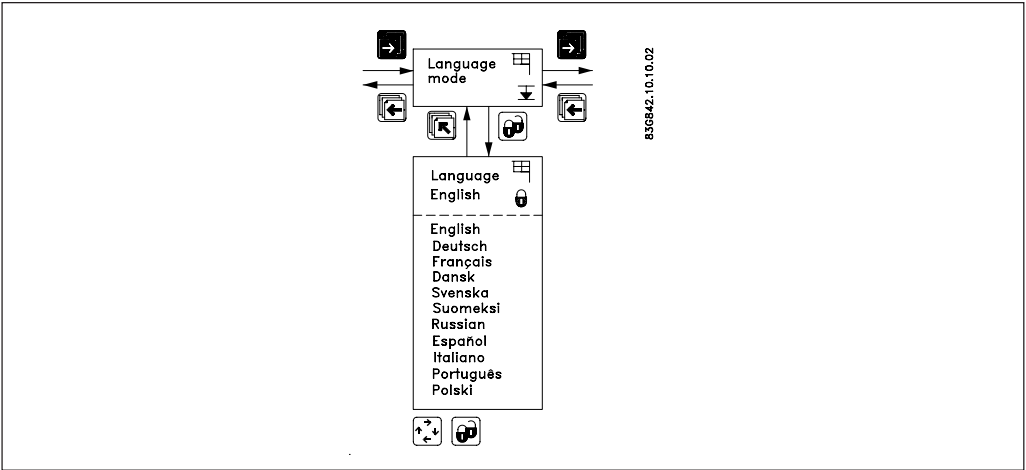 Language
mode
83G842.10.10.02
Language
English
English
Deutsch
Français
Dansk
Svenska
Suomeksi
Russian
Español
Italiano
Português
Polski